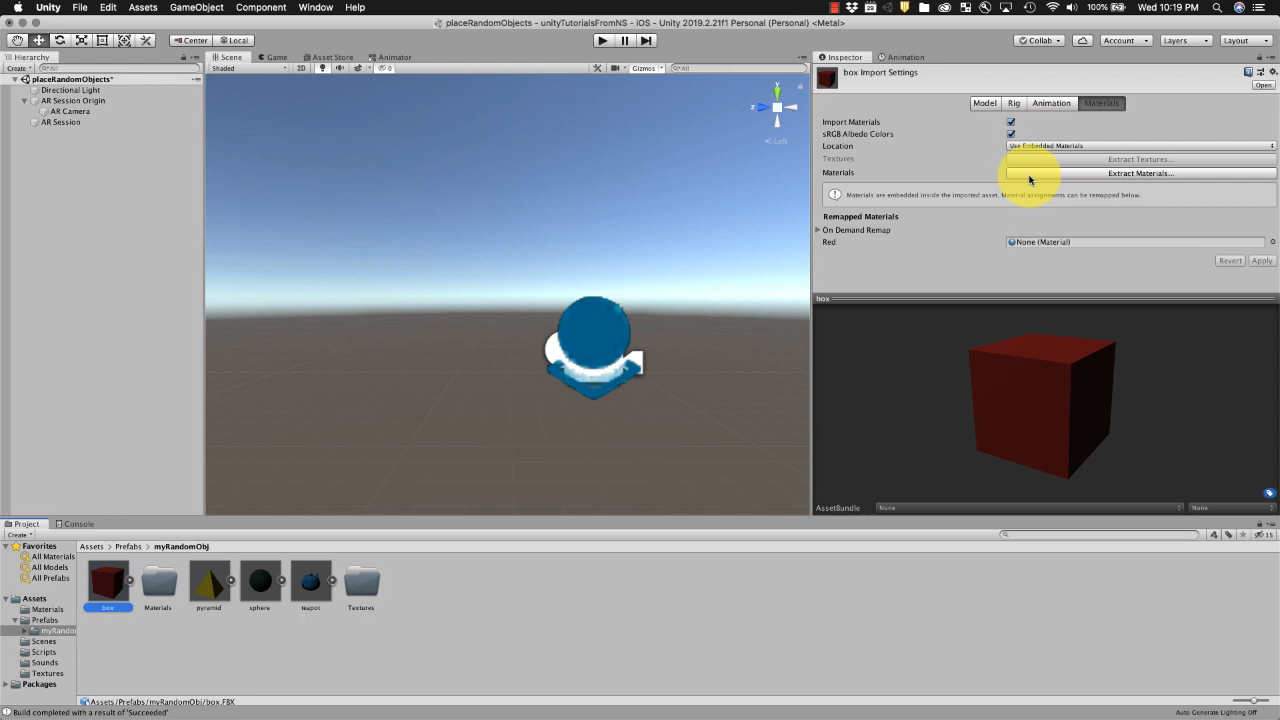 Unity File Edit Assets GameObject Component Window Help 28 100% Wed 10:19 PM
placeRandomObjects - unityTutorialsFromNS - iOS - Unity 2019.2.21f1 Personal (Personal) <Metal>
Center Local Collab Account Layers Layout
Hierarchy Scene Game Asset Store Animator Inspector Animation
Create All Shaded 2D 0 Gizmos All
placeRandomObjects*
Directional Light
AR Session Origin
AR Camera
AR Session
y
z
< Left
box Import Settings
Open
Model Rig Animation Materials
Import Materials
sRGB Albedo Colors
Location Use Embedded Materials
Textures Extract Textures...
Materials Extract Materials...
Materials are embedded inside the imported asset. Material assignments can be remapped below.
Remapped Materials
On Demand Remap
Red None (Material)
Revert Apply
box
AssetBundle None None
Project Console
Create 15
Favorites
All Materials
All Models
All Prefabs
Assets
Materials
Prefabs
myRando
Scenes
Scripts
Sounds
Textures
Packages
Assets Prefabs myRandomObj
box Materials pyramid sphere teapot Textures
Assets/Prefabs/myRandomObj/box.FBX
Build completed with a result of 'Succeeded'
Auto Generate Lighting Off